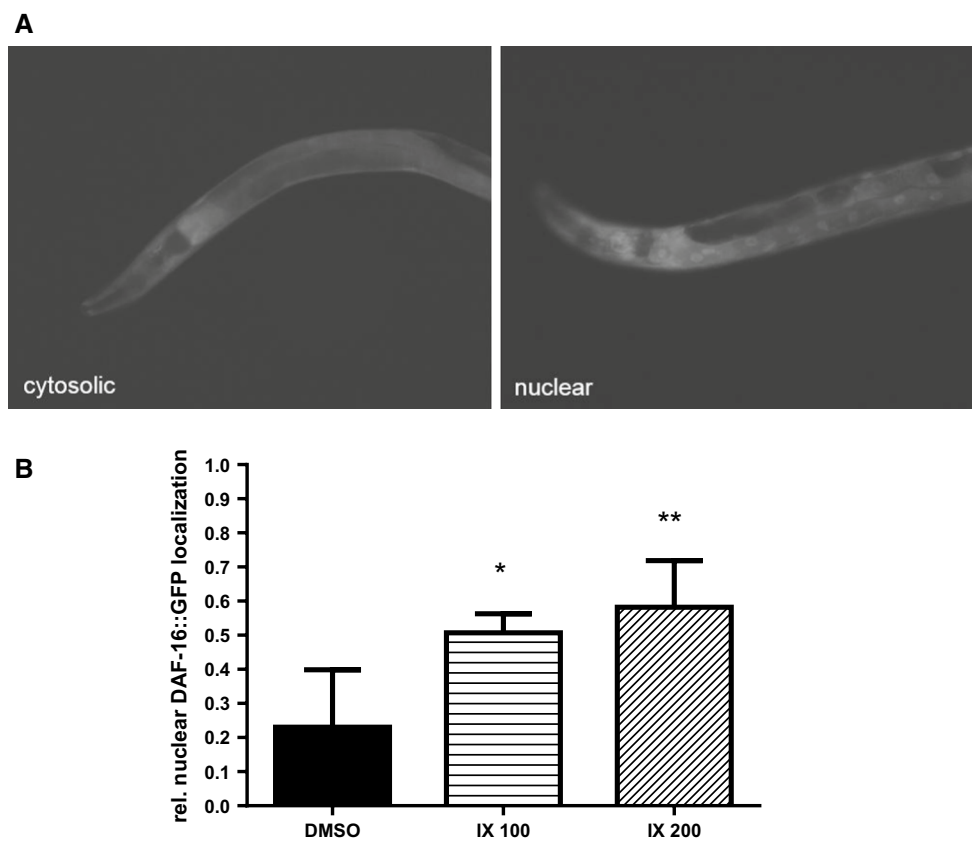 A
cytosolic
nuclear
B
rel. nuclear DAF-16::GFP localization
1.0
0.9
0.8
0.7
0.6
0.5
0.4
0.3
0.2
0.1
0.0
*
**
DMSO
IX 100
IX 200